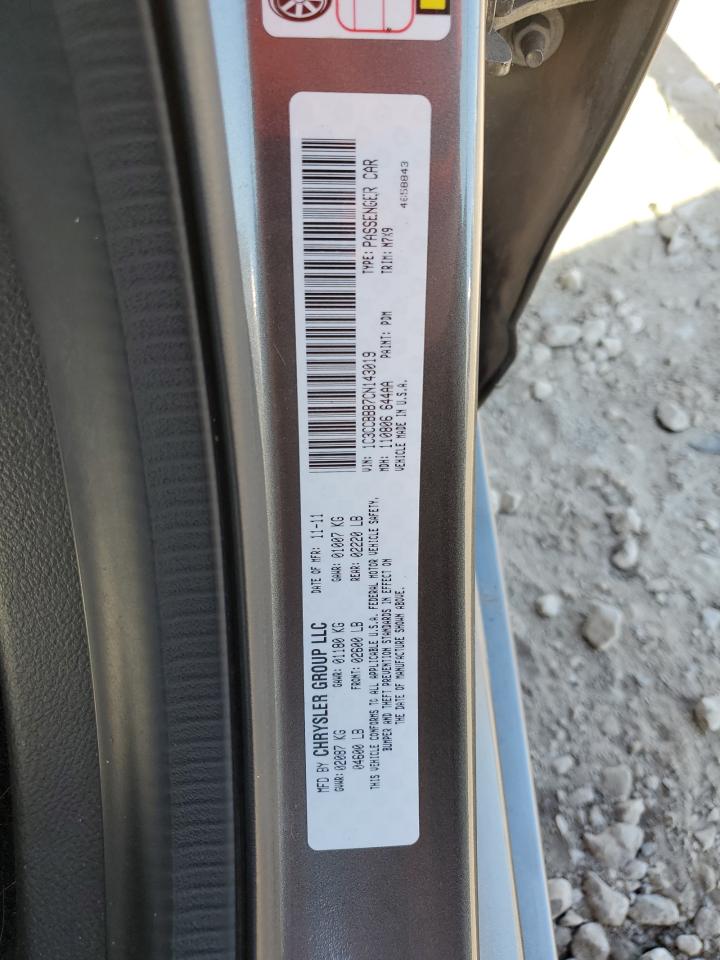 MFD BY CHRYSLER GROUP LLC DATE OF MFR: 11-11
GVWR: 02087 KG GAWR: 01180 KG GAWR: 01007 KG
04600 LB FRONT: 02600 LB REAR: 02220 LB
THIS VEHICLE CONFORMS TO ALL APPLICABLE U.S.A. FEDERAL MOTOR VEHICLE SAFETY,
BUMPER AND THEFT PREVENTION STANDARDS IN EFFECT ON
THE DATE OF MANUFACTURE SHOWN ABOVE.
VIN: 1C3CCBBB7CN143019 TYPE: PASSENGER CAR
MDH: 110806 644AA PAINT: PDM TRIM: M7X9
VEHICLE MADE IN U.S.A. 4658843